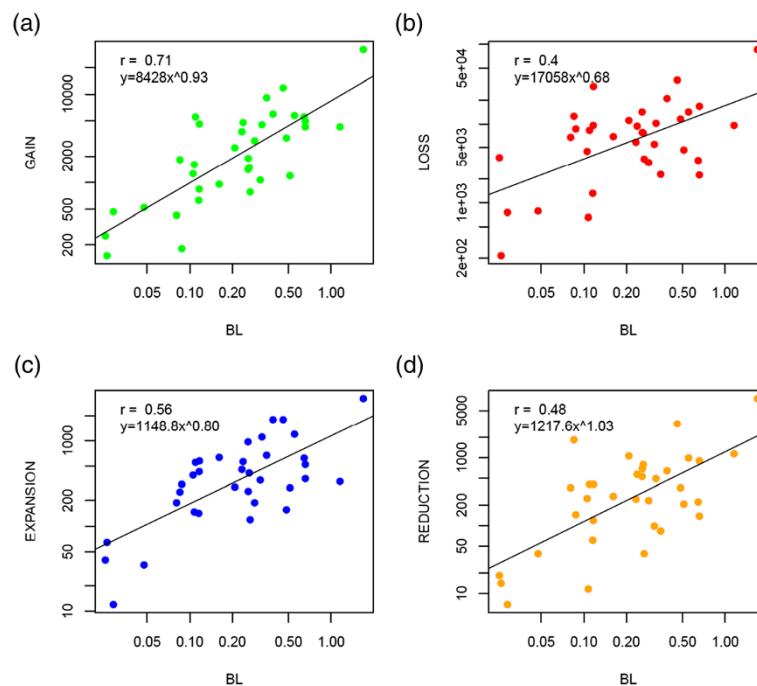 (a)
r = 0.71
y=8428x^0.93
GAIN
10000
2000
500
200
0.05 0.10 0.20 0.50 1.00
BL
(b)
r = 0.4
y=17058x^0.68
LOSS
5e+04
5e+03
1e+03
2e+02
0.05 0.10 0.20 0.50 1.00
BL
(c)
r = 0.56
y=1148.8x^0.80
EXPANSION
1000
200
50
10
0.05 0.10 0.20 0.50 1.00
BL
(d)
r = 0.48
y=1217.6x^1.03
REDUCTION
5000
1000
200
50
10
0.05 0.10 0.20 0.50 1.00
BL